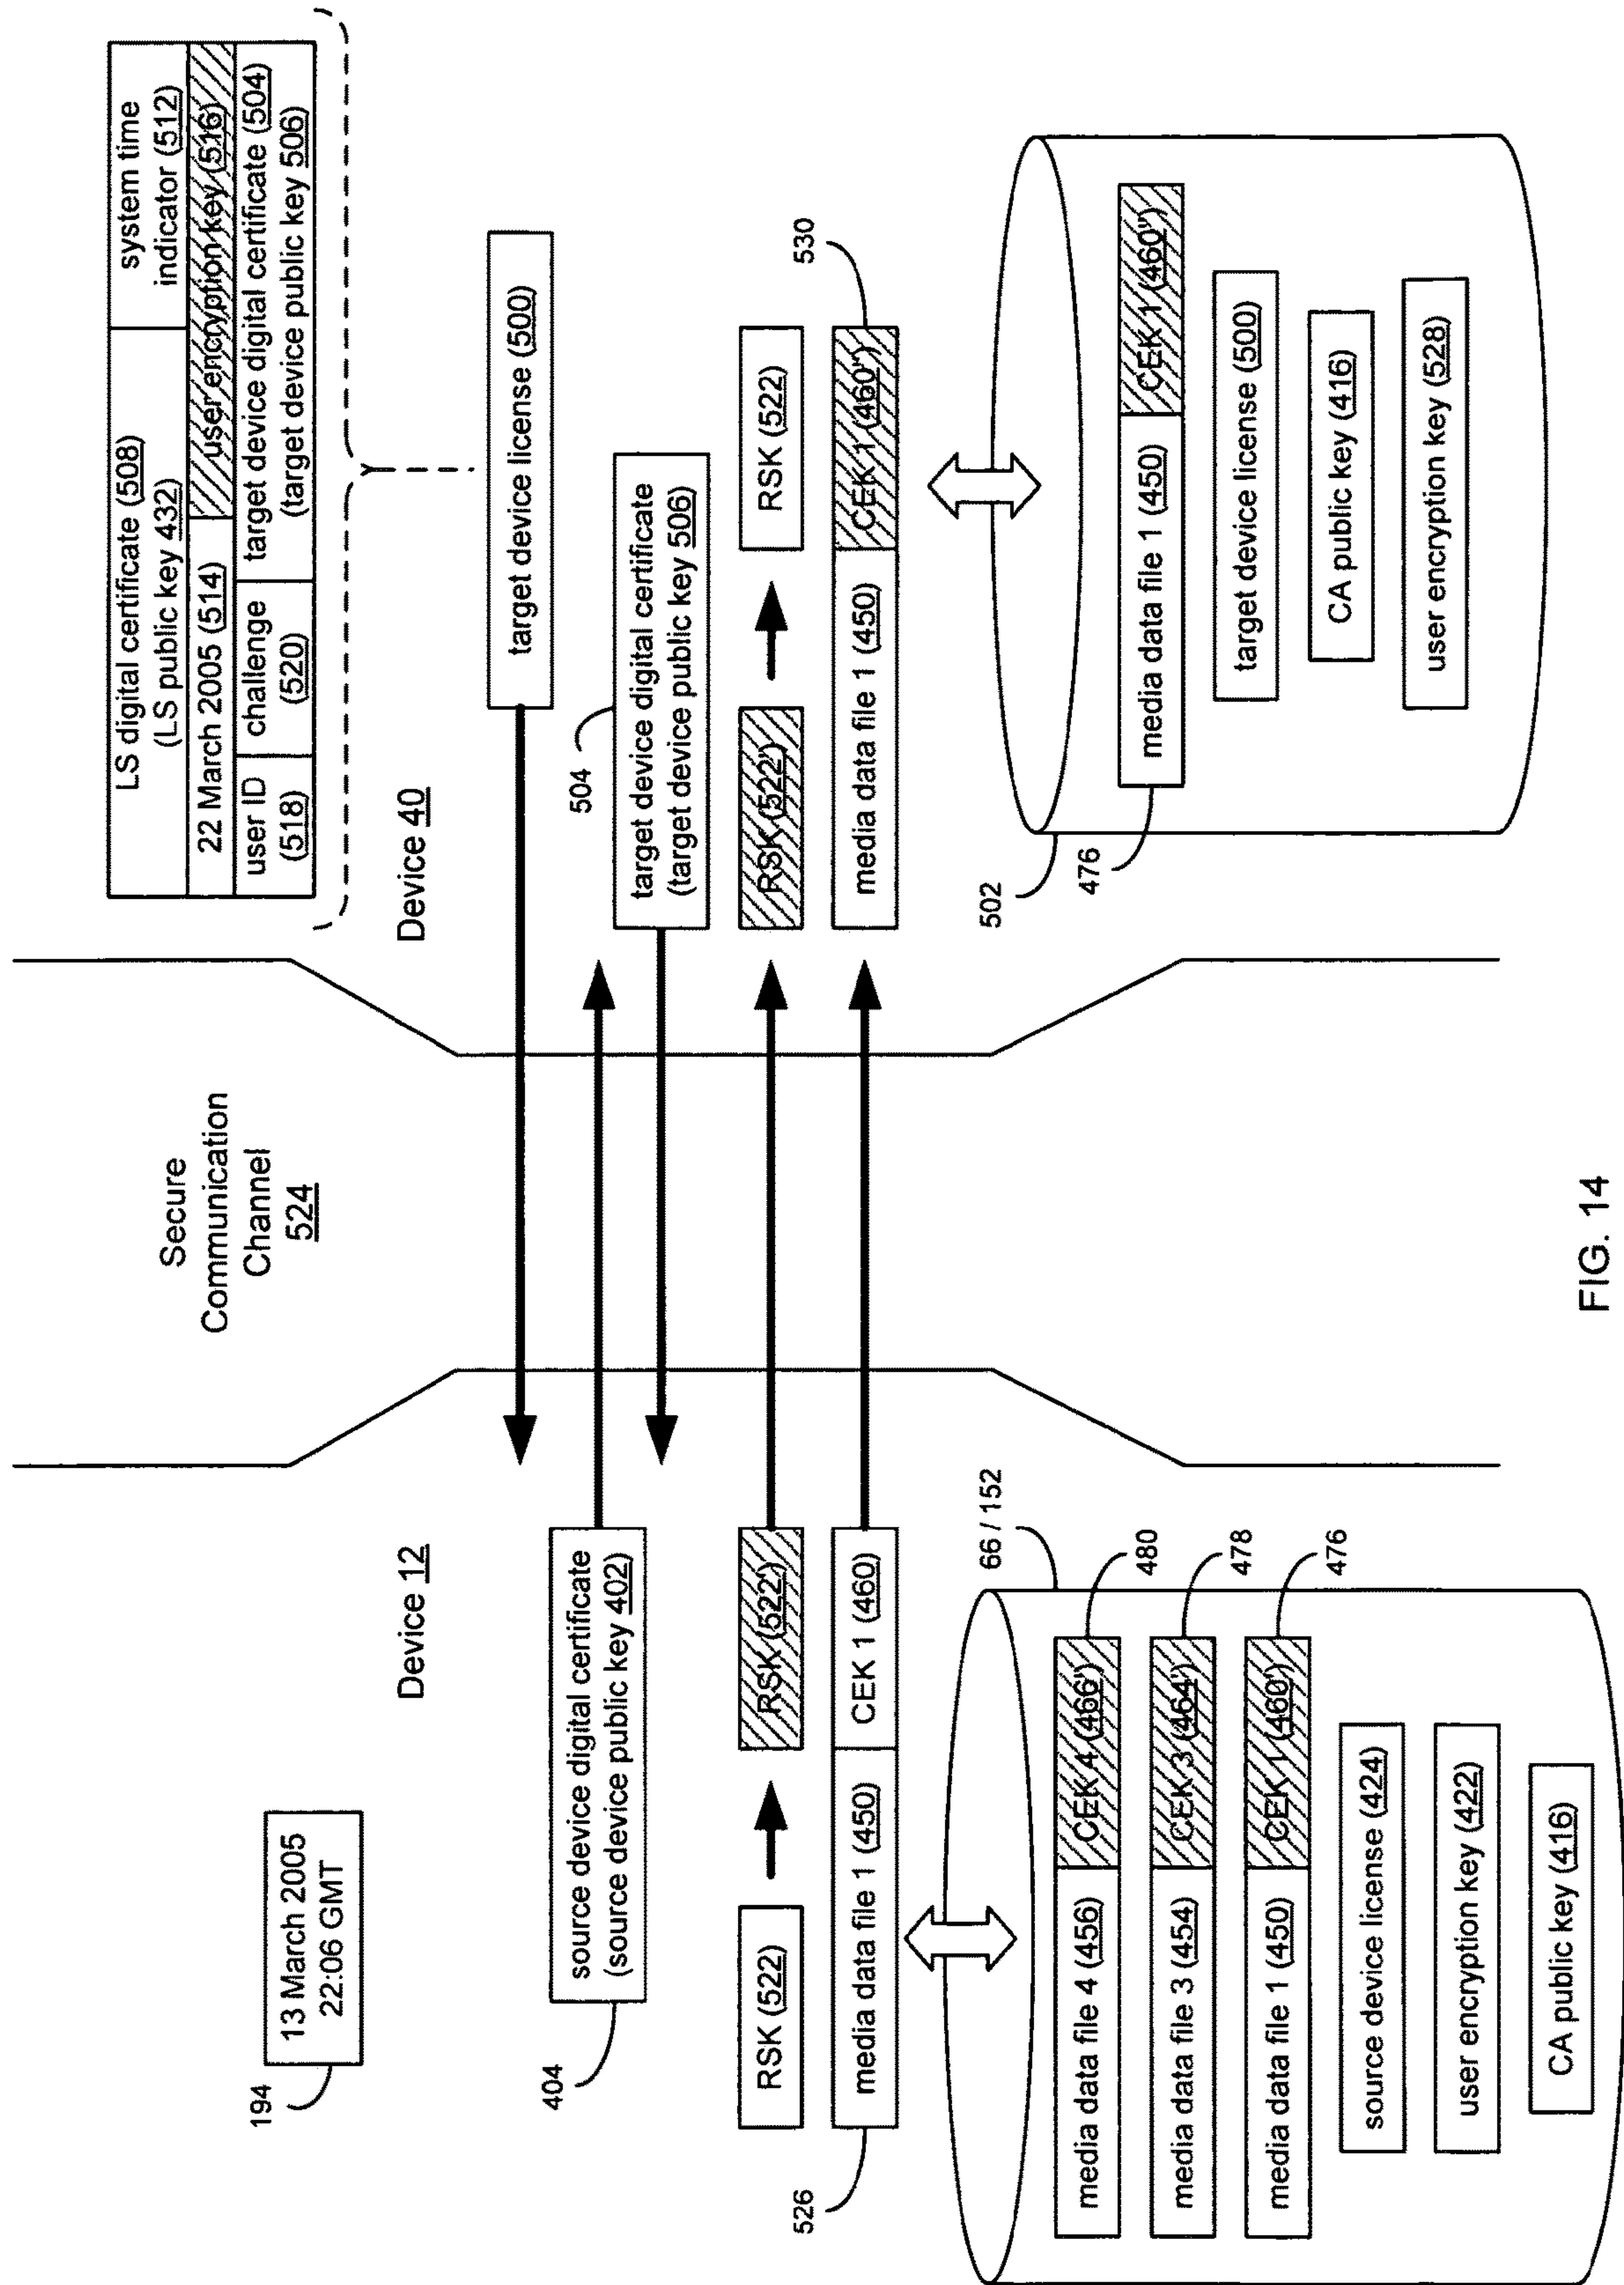 LS digital certificate (508)
(LS public key 432)
system time
indicator (512)
22 March 2005 (514)
user encryption key (516)
user ID
(518)
challenge
(520)
target device digital certificate (504)
(target device public key 506)
Secure
Communication
Channel
524
194
13 March 2005
22:06 GMT
Device 12
Device 40
target device license (500)
404
source device digital certificate
(source device public key 402)
504
target device digital certificate
(target device public key 506)
RSK (522)
RSK (522')
RSK (522')
RSK (522)
526
media data file 1 (450)
CEK 1 (460)
media data file 1 (450)
CEK 1 (460")
530
66 / 152
media data file 4 (456)
CEK 4 (466')
480
media data file 3 (454)
CEK 3 (464')
478
media data file 1 (450)
CEK 1 (460')
476
source device license (424)
user encryption key (422)
CA public key (416)
502
476
media data file 1 (450)
CEK 1 (460")
target device license (500)
CA public key (416)
user encryption key (528)
FIG. 14